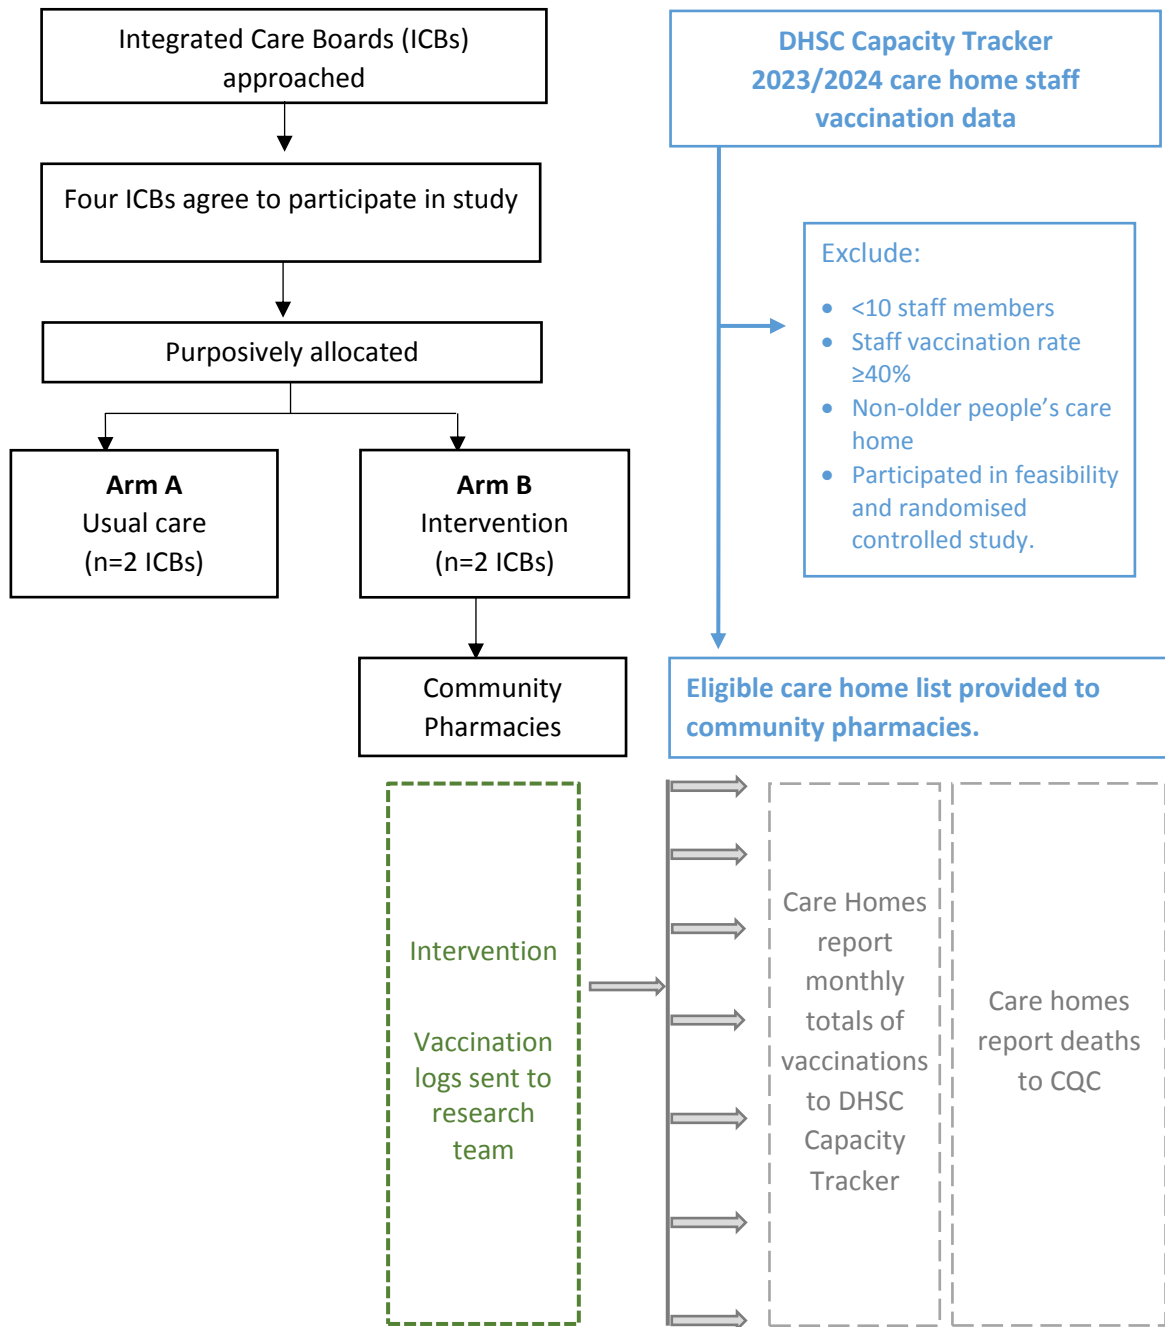 Integrated Care Boards (ICBs)
approached
Four ICBs agree to participate in study
Purposively allocated
Arm A
Usual care
(n=2 ICBs)
Arm B
Intervention
(n=2 ICBs)
Community
Pharmacies
DHSC Capacity Tracker
2023/2024 care home staff
vaccination data
Exclude:
• <10 staff members
• Staff vaccination rate
≥40%
• Non-older people’s care
home
• Participated in feasibility
and randomised
controlled study.
Eligible care home list provided to
community pharmacies.
Intervention
Vaccination
logs sent to
research
team
Care Homes
report
monthly
totals of
vaccinations
to DHSC
Capacity
Tracker
Care homes
report deaths
to CQC